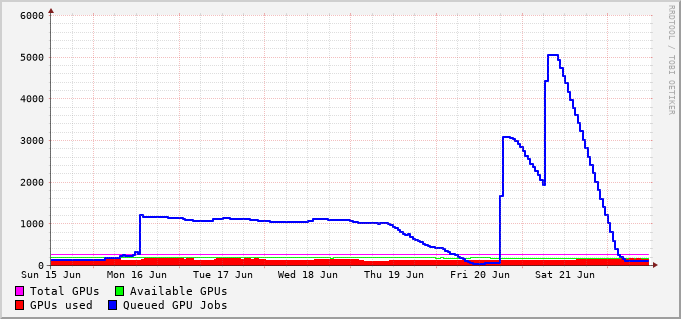 RRDTOOL / TOBI OETIKER
6000
5000
4000
3000
2000
1000
0
Sun 15 Jun Mon 16 Jun Tue 17 Jun Wed 18 Jun Thu 19 Jun Fri 20 Jun Sat 21 Jun
Total GPUs Available GPUs
GPUs used Queued GPU Jobs